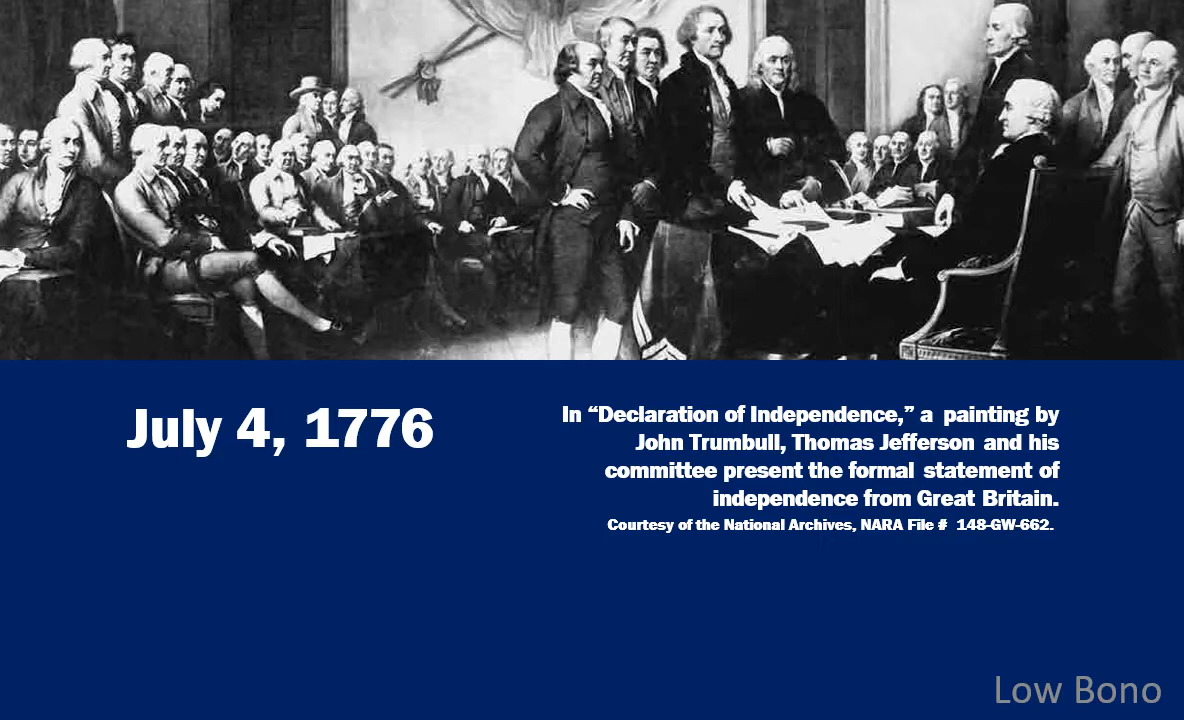 July 4, 1776
In “Declaration of Independence,” a painting by
John Trumbull, Thomas Jefferson and his
committee present the formal statement of
independence from Great Britain.
Courtesy of the National Archives, NARA File # 148-GW-662.
Low Bono